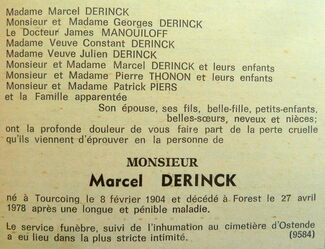 Madame Marcel DERINCK
Monsieur et Madame Georges DERINCK
Le Docteur James MANOUILOFF
Madame Veuve Constant DERINCK
Madame Veuve Julien DERINCK
Monsieur et Madame Marcel DERINCK et leurs enfants
Monsieur et Madame Pierre THONON et leurs enfants
Monsieur et Madame Patrick PIERS
et la Famille apparentée
Son épouse, ses fils, belle-fille, petits-enfants,
belles-sœurs, neveux et nièces;
ont la profonde douleur de vous faire part de la perte cruelle
qu'ils viennent d'éprouver en la personne de
MONSIEUR
Marcel DERINCK
né à Tourcoing le 8 février 1904 et décédé à Forest le 27 avril
1978 après une longue et pénible maladie.
Le service funèbre, suivi de l'inhumation au cimetière d'Ostende
a eu lieu dans la plus stricte intimité. (9584)